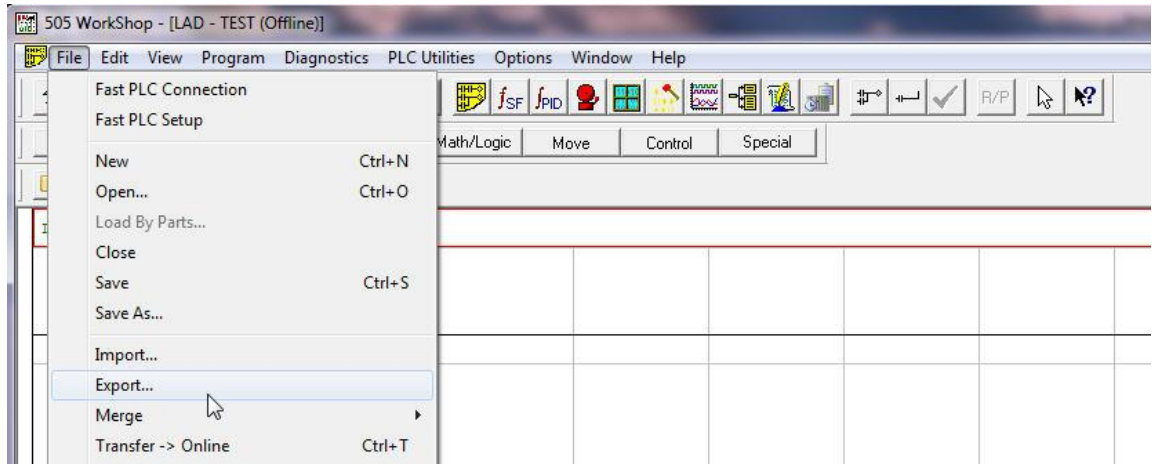 505 WorkShop - [LAD - TEST (Offline)]
File Edit View Program Diagnostics PLC Utilities Options Window Help
Fast PLC Connection
Fast PLC Setup
SF PID R/P
Math/Logic Move Control Special
New Ctrl+N
Open... Ctrl+O
Load By Parts...
Close
Save Ctrl+S
Save As...
Import...
Export...
Merge
Transfer -> Online Ctrl+T